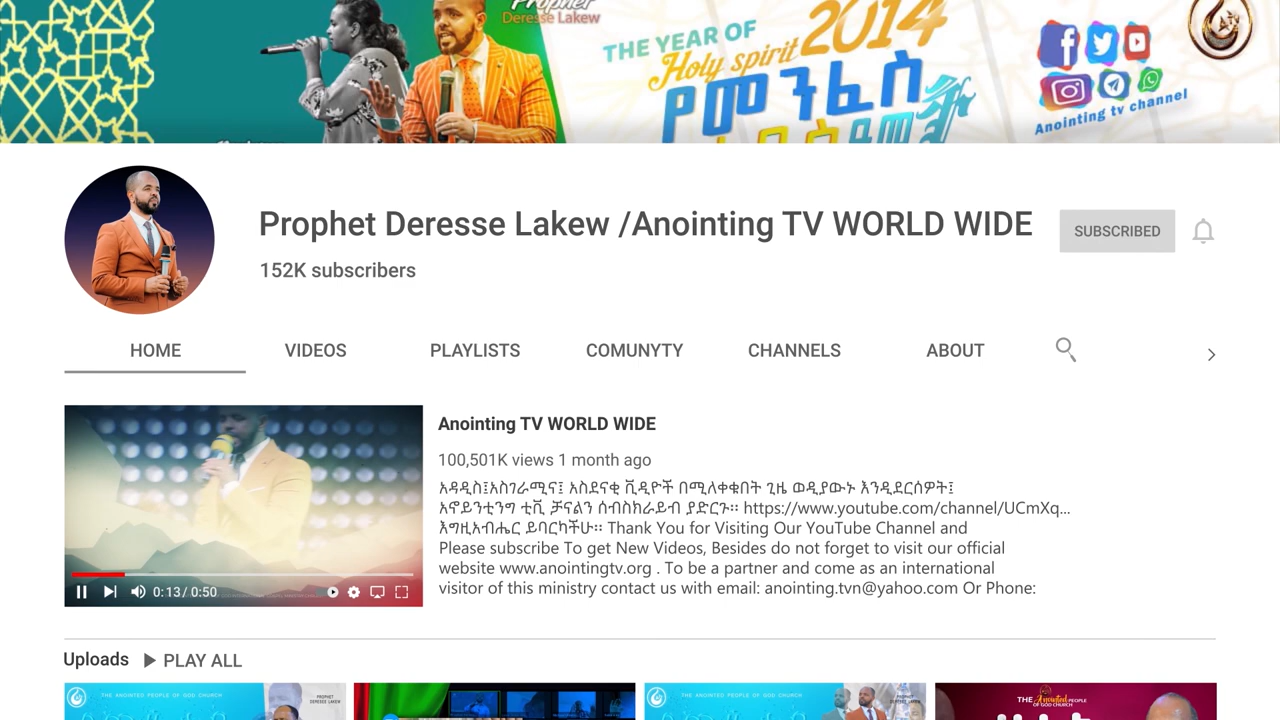 Prophet
Deresse Lakew
THE YEAR OF
Holy spirit 2014
የመንፈስ
Anointing tv channel
Prophet Deresse Lakew /Anointing TV WORLD WIDE
SUBSCRIBED
152K subscribers
HOME VIDEOS PLAYLISTS COMUNYTY CHANNELS ABOUT
Anointing TV WORLD WIDE
100,501K views 1 month ago
አዳዲስ፤አስገራሚና፤ አስደናቂ ቪዲዮች በሚለቀቁበት ጊዜ ወዲያውኑ እንዲደርሰዎት፤
አኖይንቲንግ ቲቪ ቻናልን ሰብስክራይብ ያድርጉ፡፡ https://www.youtube.com/channel/UCmXq...
እግዚአብሔር ይባርካችሁ፡፡ Thank You for Visiting Our YouTube Channel and
Please subscribe To get New Videos, Besides do not forget to visit our official
website www.anointingtv.org . To be a partner and come as an international
visitor of this ministry contact us with email: anointing.tvn@yahoo.com Or Phone:
0:13/ 0:50
Uploads PLAY ALL
THE ANOINTED PEOPLE OF GOD CHURCH
PROPHET
DERESSE LAKEW
THE ANOINTED PEOPLE OF GOD CHURCH
PROPHET
DERESSE LAKEW
THE Anointed PEOPLE
OF GOD CHURCH